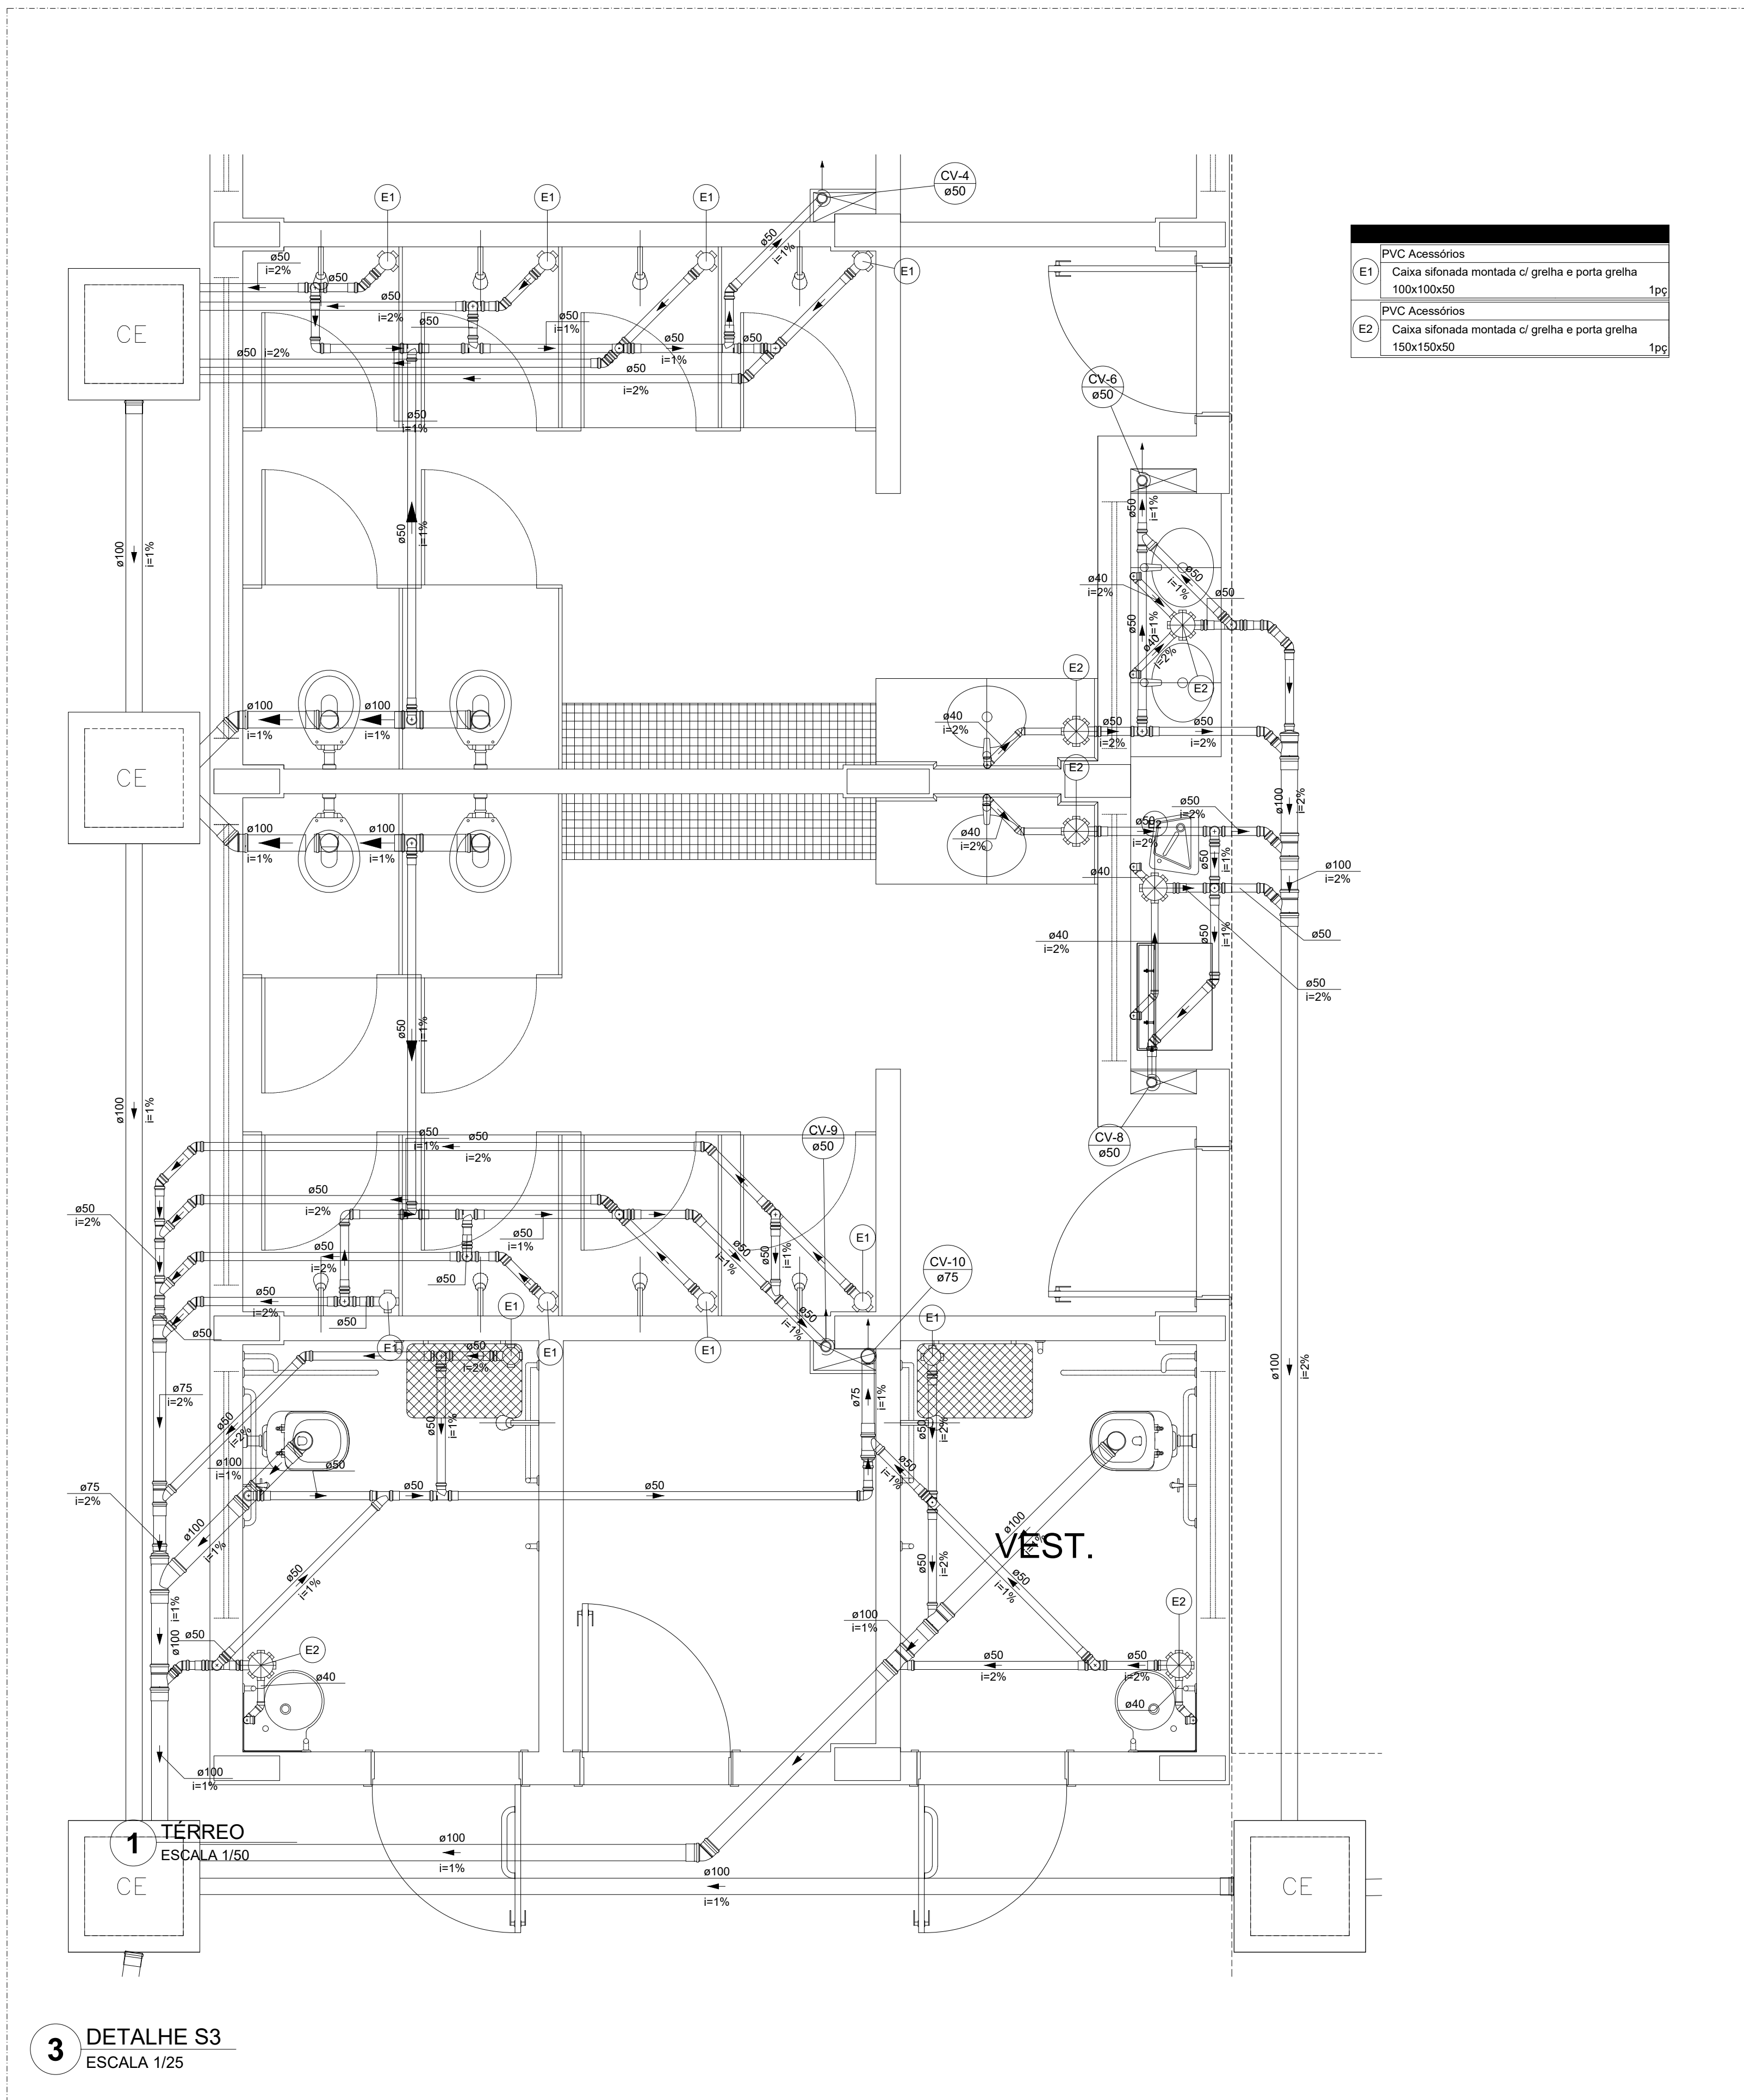 CV-4
ø50
E1
E1
E1
E1
ø50
i=2%
ø50
ø50
i=1%
ø50
i=2%
ø50
ø50
i=1%
ø50
i=1%
ø50 i=2%
ø50
i=2%
ø50
i=1%
CE
PVC Acessórios
E1
Caixa sifonada montada c/ grelha e porta grelha
100x100x50
1pç
PVC Acessórios
E2
Caixa sifonada montada c/ grelha e porta grelha
150x150x50
1pç
CV-6
ø50
ø50
i=1%
ø100
i=1%
ø50
i=1%
ø40
i=2%
ø50
i=1%
ø50
ø50
i=1%
ø40
i=2%
E2
E2
ø100
i=1%
ø100
i=1%
ø40
i=2%
ø50
i=2%
ø50
i=2%
CE
E2
ø100
i=2%
ø100
i=1%
ø100
i=1%
ø40
i=2%
ø50
i=2%
E2
ø50
i=2%
ø50
i=1%
ø40
ø100
i=2%
ø40
i=2%
ø50
i=1%
ø50
ø50
i=2%
ø50
i=1%
ø100
i=1%
CV-9
ø50
CV-8
ø50
ø50
i=1%
ø50
i=2%
ø50
i=2%
ø50
i=2%
ø50
i=1%
ø50
i=1%
ø50
i=1%
E1
ø50
i=2%
ø50
CV-10
ø75
ø50
i=2%
ø50
ø50
ø50
i=1%
E1
E1
E1
E1
E1
ø50
i=2%
ø100
i=2%
ø75
i=2%
ø50
i=2%
ø50
i=1%
ø75
i=1%
ø50
i=2%
ø100
i=1%
ø50
ø50
i=1%
ø75
i=2%
ø50
ø50
ø100
i=1%
ø100
i=1%
VEST.
ø50
i=2%
ø50
i=1%
ø50
i=1%
i=1%
ø100
ø50
E2
ø100
i=1%
E2
ø50
i=2%
ø50
i=2%
ø40
ø40
ø100
i=1%
1
TÉRREO
ESCALA 1/50
ø100
i=1%
ø100
i=1%
CE
CE
3
DETALHE S3
ESCALA 1/25